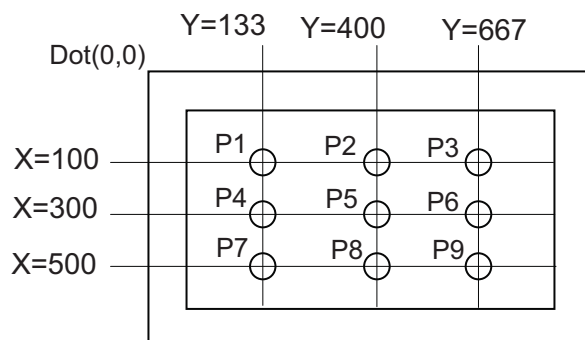 Y=133 Y=400 Y=667
Dot(0,0)
X=100 P1 P2 P3
X=300 P4 P5 P6
X=500 P7 P8 P9